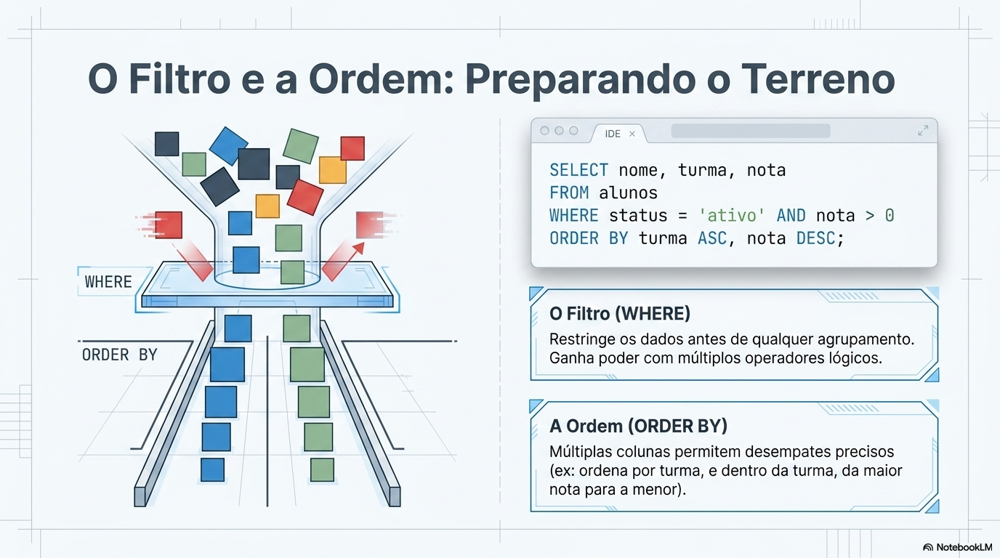 O Filtro e a Ordem: Preparando o Terreno
WHERE
ORDER BY
IDE ×
SELECT nome, turma, nota
FROM alunos
WHERE status = 'ativo' AND nota > 0
ORDER BY turma ASC, nota DESC;
O Filtro (WHERE)
Restringe os dados antes de qualquer agrupamento.
Ganha poder com múltiplos operadores lógicos.
A Ordem (ORDER BY)
Múltiplas colunas permitem desempates precisos
(ex: ordena por turma, e dentro da turma, da maior
nota para a menor).
NotebookLM